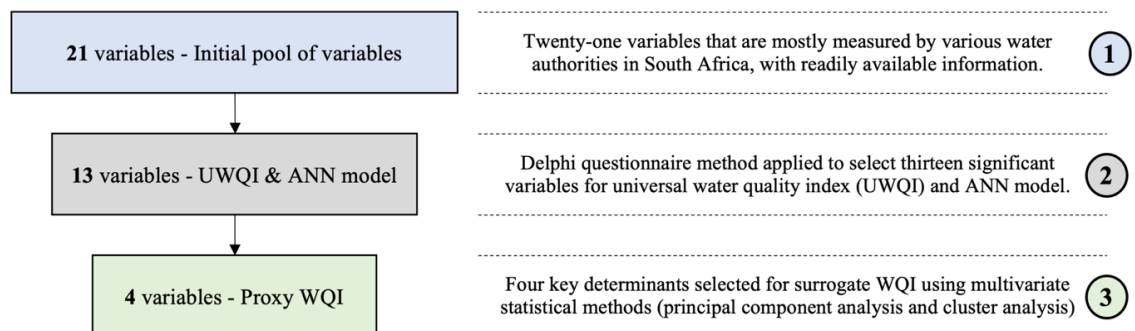 21 variables - Initial pool of variables
Twenty-one variables that are mostly measured by various water
authorities in South Africa, with readily available information.
1
13 variables - UWQI & ANN model
Delphi questionnaire method applied to select thirteen significant
variables for universal water quality index (UWQI) and ANN model.
2
4 variables - Proxy WQI
Four key determinants selected for surrogate WQI using multivariate
statistical methods (principal component analysis and cluster analysis)
3